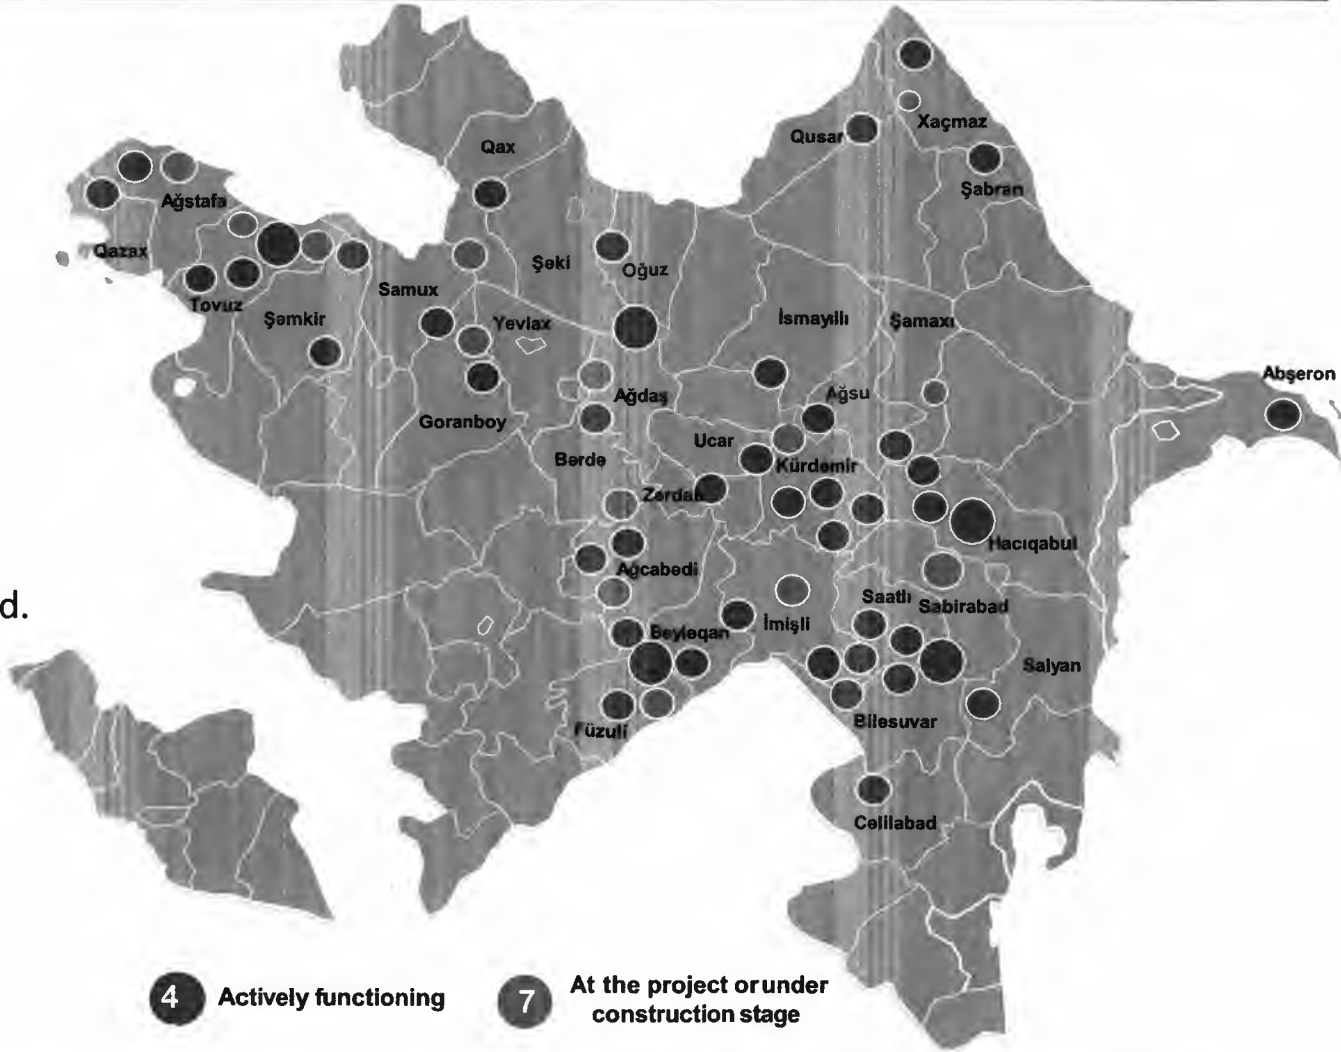 Xaçmaz
Qusar
Qax
Şabran
Ağstafa
Qazax
Şəki
Oğuz
Samux
Tovuz
Şəmkir
Yevlax
İsmayıllı
Şamaxı
Abşeron
Ağdaş
Ağsu
Goranboy
Ucar
Bərdə
Kürdəmir
Zərdab
Hacıqabul
Ağcabədi
d.
Saatlı
Sabirabad
İmişli
Beyləqan
Salyan
Füzuli
Biləsuvar
Cəlilabad
4 Actively functioning
7 At the project or under
construction stage